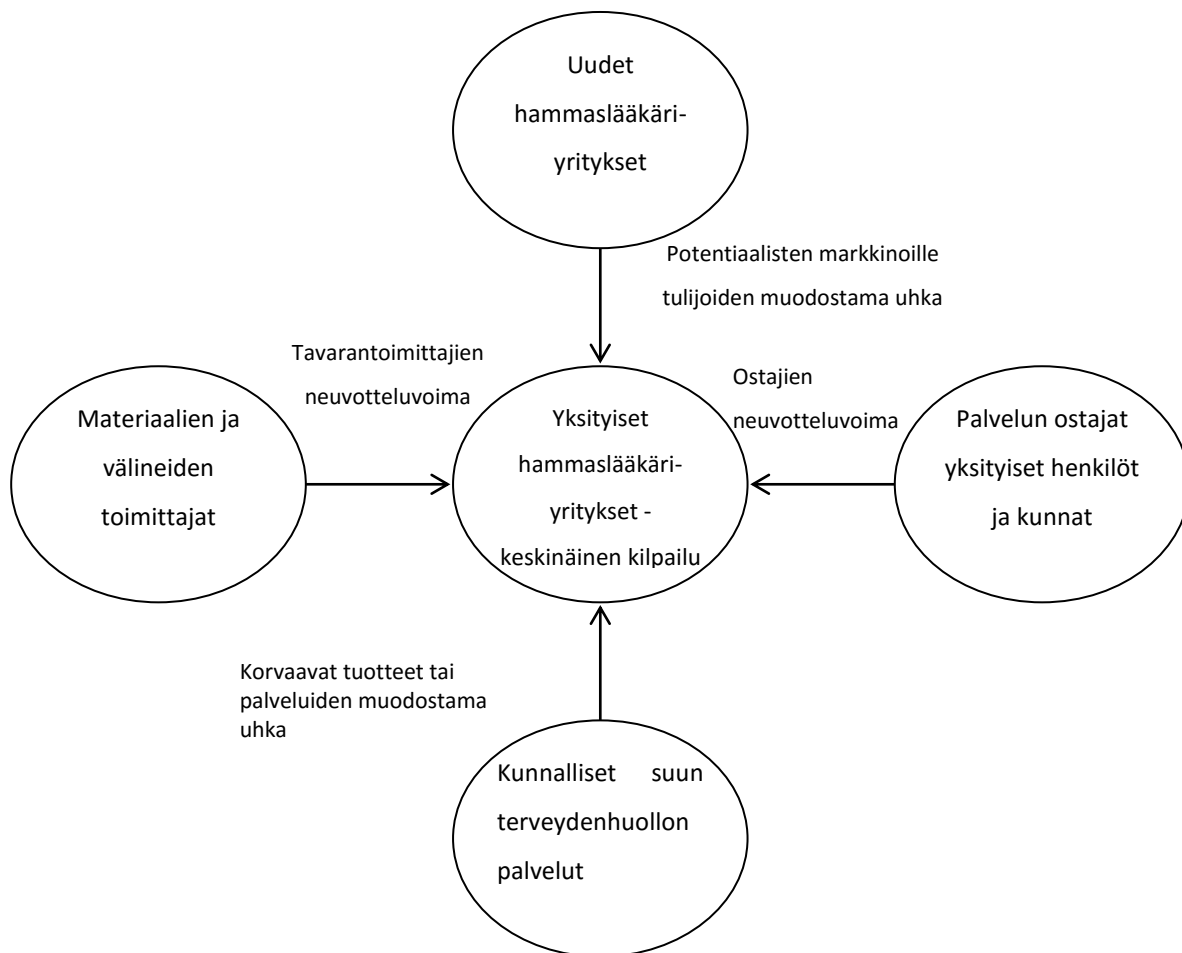 Uudet
hammaslääkäri-
yritykset
Potentiaalisten markkinoille
tulijoiden muodostama uhka
Tavarantoimittajien
neuvotteluvoima
Ostajien
neuvotteluvoima
Materiaalien ja
välineiden
toimittajat
Yksityiset
hammaslääkäri-
yritykset -
keskinäinen kilpailu
Palvelun ostajat
yksityiset henkilöt
ja kunnat
Korvaavat tuotteet tai
palveluiden muodostama
uhka
Kunnalliset suun
terveydenhuollon
palvelut